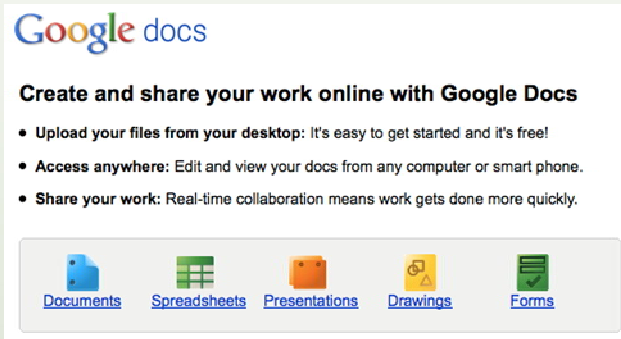 Google docs
Create and share your work online with Google Docs
• Upload your files from your desktop: It's easy to get started and it's free!
• Access anywhere: Edit and view your docs from any computer or smart phone.
• Share your work: Real-time collaboration means work gets done more quickly.
Documents Spreadsheets Presentations Drawings Forms